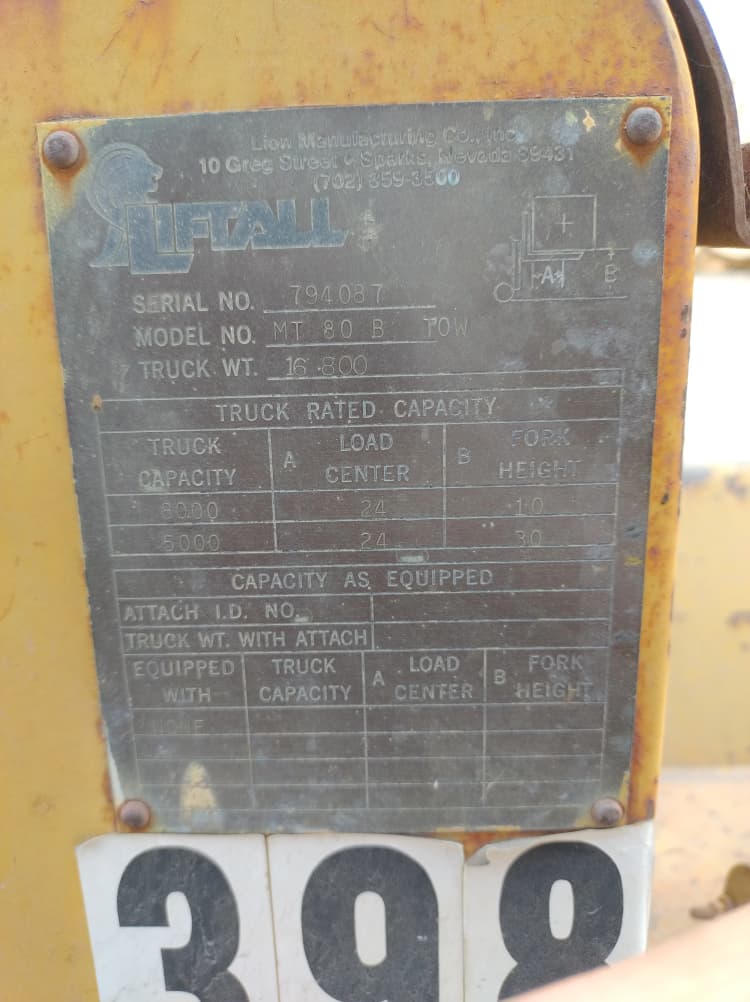 Lion Manufacturing Co., Inc.
10 Greg Street • Sparks, Nevada 89431
(702) 359-3500
LIFTALL
A
B
SERIAL NO. 794087
MODEL NO. MT 80 B TOW
TRUCK WT. 16 800
TRUCK RATED CAPACITY
TRUCK CAPACITY A LOAD CENTER B FORK HEIGHT
8000 24 10
5000 24 30
CAPACITY AS EQUIPPED
ATTACH I.D. NO.
TRUCK WT. WITH ATTACH
EQUIPPED WITH TRUCK CAPACITY A LOAD CENTER B FORK HEIGHT
NONE
398